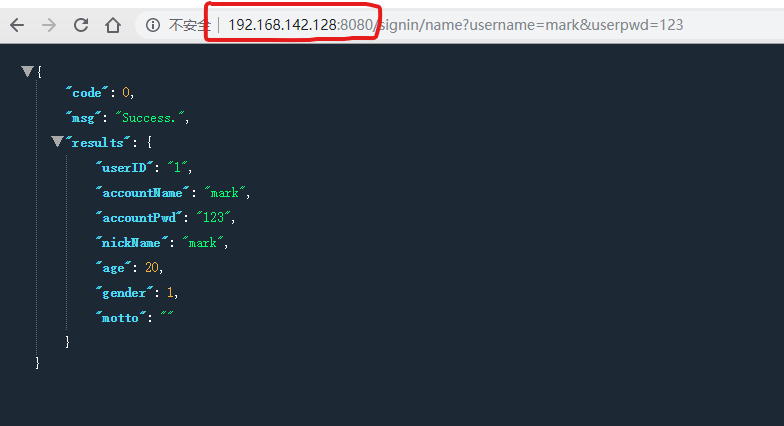 不安全 | 192.168.142.128:8080/signin/name?username=mark&userpwd=123
{
"code": 0,
"msg": "Success.",
"results": {
"userID": "1",
"accountName": "mark",
"accountPwd": "123",
"nickName": "mark",
"age": 20,
"gender": 1,
"motto": ""
}
}